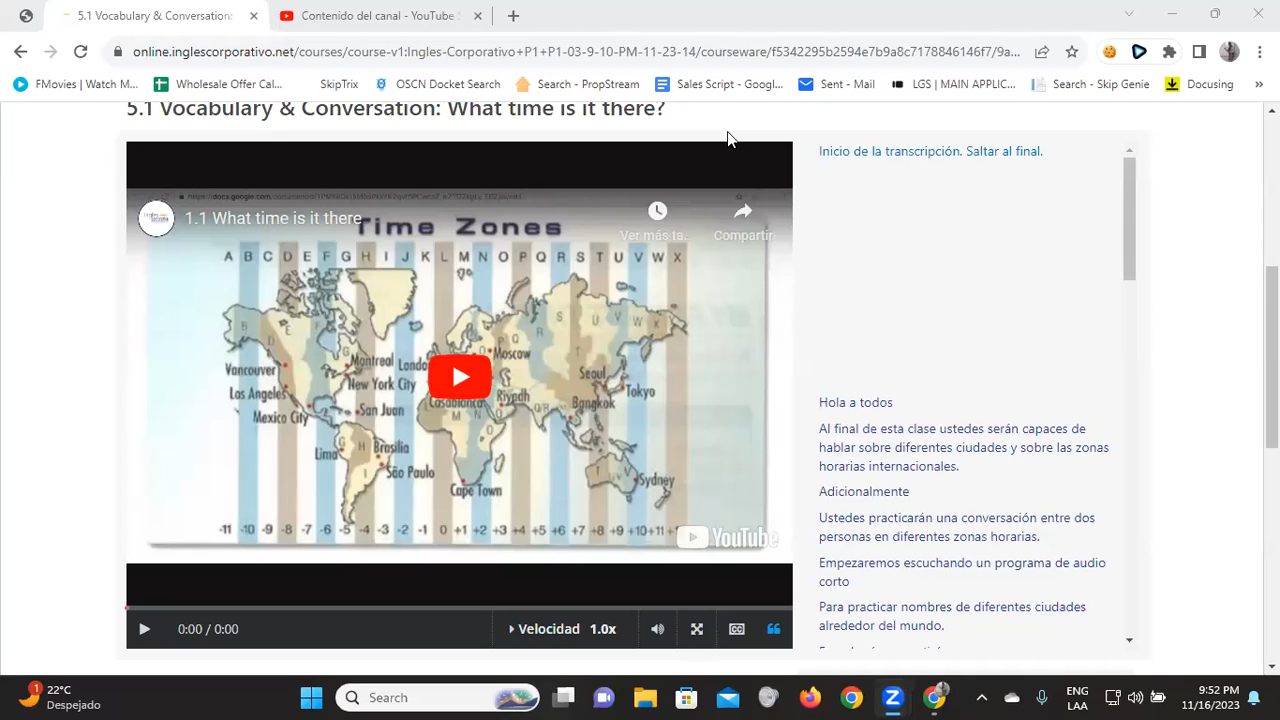 5.1 Vocabulary & Conversation:
Contenido del canal - YouTube
online.inglescorporativo.net/courses/course-v1:Ingles-Corporativo+P1+P1-03-9-10-PM-11-23-14/courseware/f5342295b2594e7b9a8c7178846146f7/9a...
FMovies | Watch M...
Wholesale Offer Cal...
SkipTrix
OSCN Docket Search
Search - PropStream
Sales Script - Googl...
Sent - Mail
LGS | MAIN APPLIC...
Search - Skip Genie
Docusing
»
5.1 Vocabulary & Conversation: What time is it there?
1.1 What time is it there
Ver más ta...
Compartir
Time Zones
A B C D E F G H I J K L M N O P Q R S T U V W X
B
D
E
F
G
P
Q
R
S
T
U
V
W
X
Vancouver
Montreal
London
Moscow
Los Angeles
New York City
Seoul
Tokyo
Mexico City
San Juan
Casablanca
Riyadh
Bangkok
Lima
Brasilia
São Paulo
Cape Town
Sydney
-11 -10 -9 -8 -7 -6 -5 -4 -3 -2 -1 0 +1 +2 +3 +4 +5 +6 +7 +8 +9 +10 +11
YouTube
0:00 / 0:00
Velocidad 1.0x
CC
Inicio de la transcripción. Saltar al final.
Hola a todos
Al final de esta clase ustedes serán capaces de
hablar sobre diferentes ciudades y sobre las zonas
horarias internacionales.
Adicionalmente
Ustedes practicarán una conversación entre dos
personas en diferentes zonas horarias.
Empezaremos escuchando un programa de audio
corto
Para practicar nombres de diferentes ciudades
alrededor del mundo.
1
22°C
Despejado
Search
ENG
LAA
9:52 PM
11/16/2023